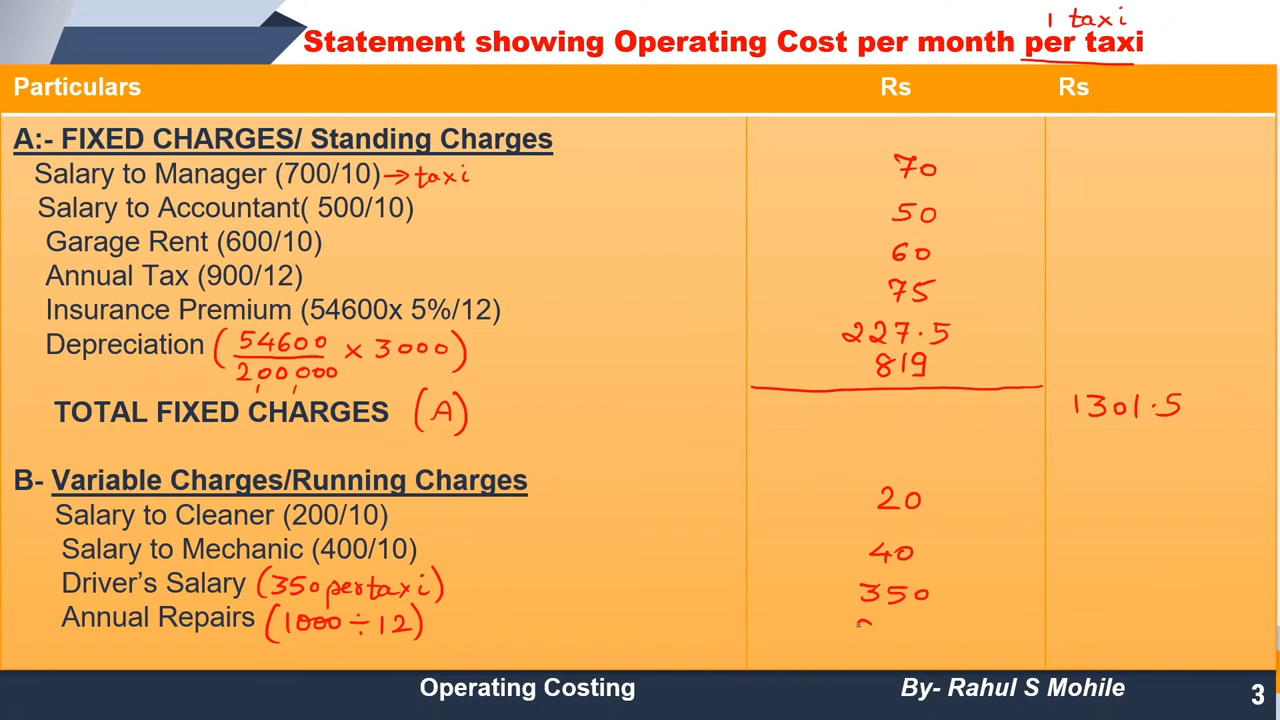 1 taxi
Statement showing Operating Cost per month per taxi
Particulars Rs Rs
A:- FIXED CHARGES/ Standing Charges
Salary to Manager (700/10) → taxi 70
Salary to Accountant( 500/10) 50
Garage Rent (600/10) 60
Annual Tax (900/12) 75
Insurance Premium (54600x 5%/12) 227.5
Depreciation (54600/200000 × 3000) 819
TOTAL FIXED CHARGES (A) 1301.5
B- Variable Charges/Running Charges
Salary to Cleaner (200/10) 20
Salary to Mechanic (400/10) 40
Driver's Salary (350 per taxi) 350
Annual Repairs (1000 ÷ 12)
Operating Costing By- Rahul S Mohile 3